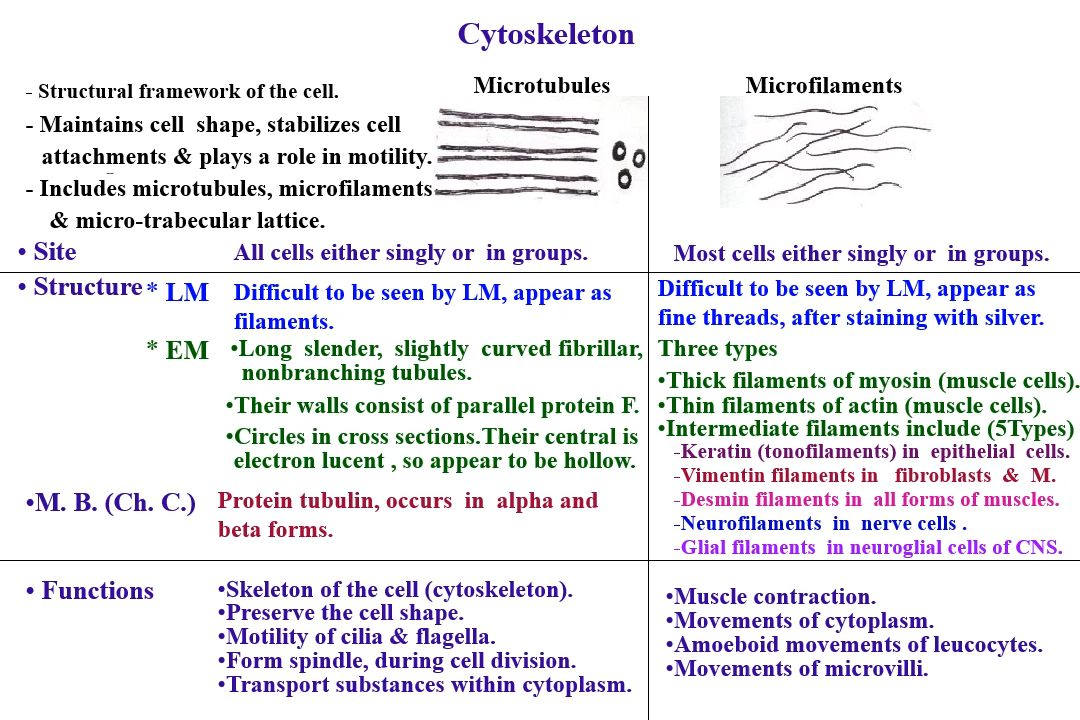 Cytoskeleton
- Structural framework of the cell.
- Maintains cell shape, stabilizes cell
attachments & plays a role in motility.
- Includes microtubules, microfilaments
& micro-trabecular lattice.
Microtubules
Microfilaments
• Site
All cells either singly or in groups.
Most cells either singly or in groups.
• Structure * LM
Difficult to be seen by LM, appear as
filaments.
Difficult to be seen by LM, appear as
fine threads, after staining with silver.
* EM
•Long slender, slightly curved fibrillar,
nonbranching tubules.
•Their walls consist of parallel protein F.
•Circles in cross sections.Their central is
electron lucent , so appear to be hollow.
Three types
•Thick filaments of myosin (muscle cells).
•Thin filaments of actin (muscle cells).
•Intermediate filaments include (5Types)
-Keratin (tonofilaments) in epithelial cells.
-Vimentin filaments in fibroblasts & M.
-Desmin filaments in all forms of muscles.
-Neurofilaments in nerve cells .
-Glial filaments in neuroglial cells of CNS.
•M. B. (Ch. C.)
Protein tubulin, occurs in alpha and
beta forms.
• Functions
•Skeleton of the cell (cytoskeleton).
•Preserve the cell shape.
•Motility of cilia & flagella.
•Form spindle, during cell division.
•Transport substances within cytoplasm.
•Muscle contraction.
•Movements of cytoplasm.
•Amoeboid movements of leucocytes.
•Movements of microvilli.